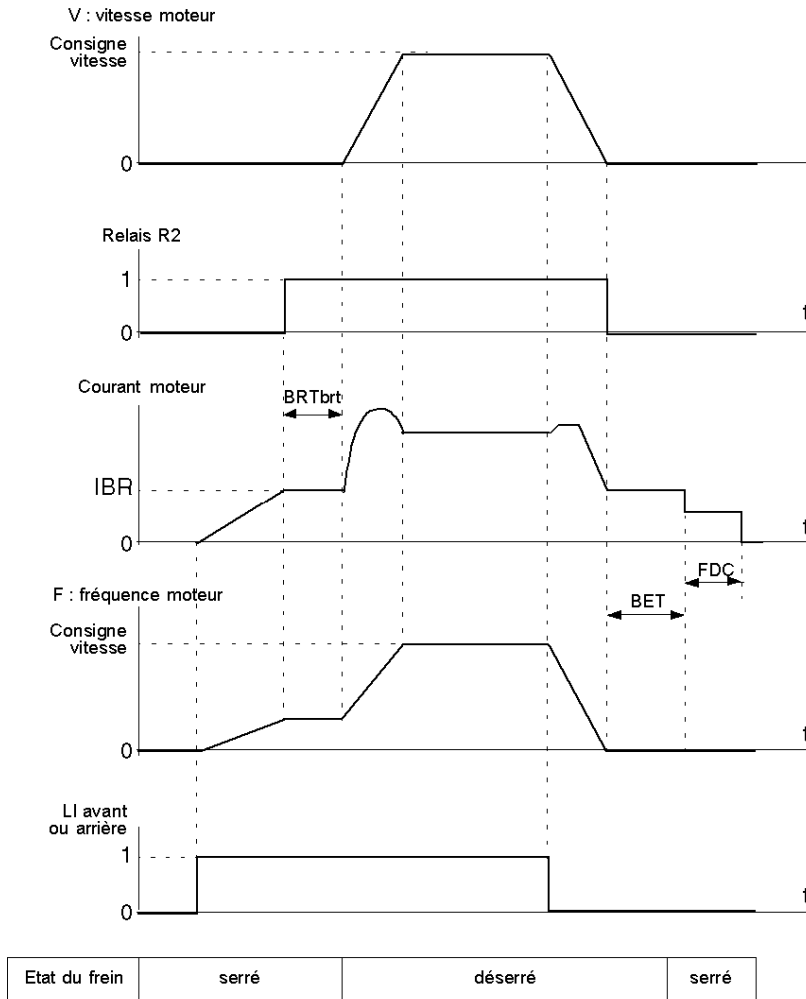 V : vitesse moteur
Consigne
vitesse
0
Relais R2
1
0
t
Courant moteur
BRTbrt
IBR
0
t
FDC
BET
F : fréquence moteur
Consigne
vitesse
0
t
LI avant
ou arrière
1
0
t
Etat du frein serré déserré serré